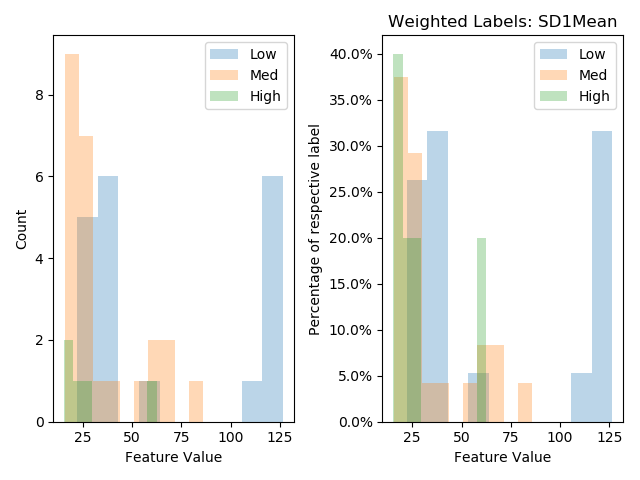 Weighted Labels: SD1Mean
Low
Med
High
Count
0
2
4
6
8
25
50
75
100
125
Feature Value
Low
Med
High
Percentage of respective label
40.0%
35.0%
30.0%
25.0%
20.0%
15.0%
10.0%
5.0%
0.0%
25
50
75
100
125
Feature Value